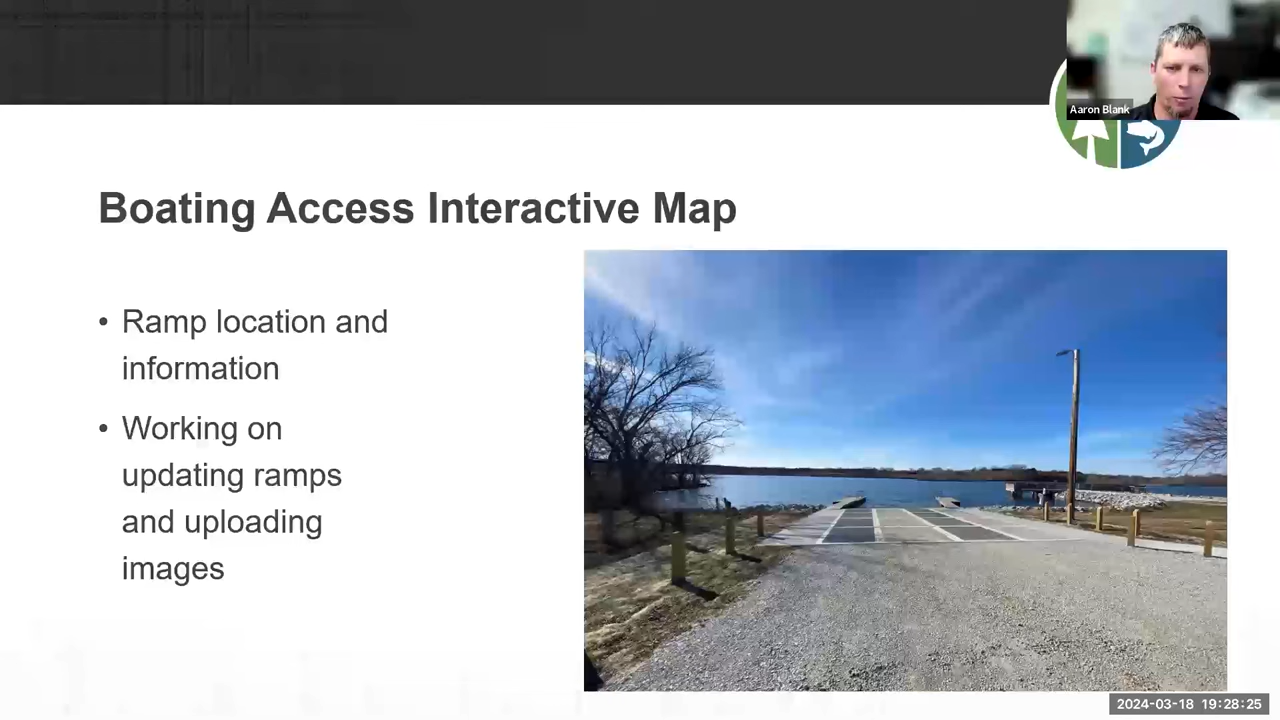 Aaron Blank
Boating Access Interactive Map
• Ramp location and
information
• Working on
updating ramps
and uploading
images
2024-03-18 19:28:25